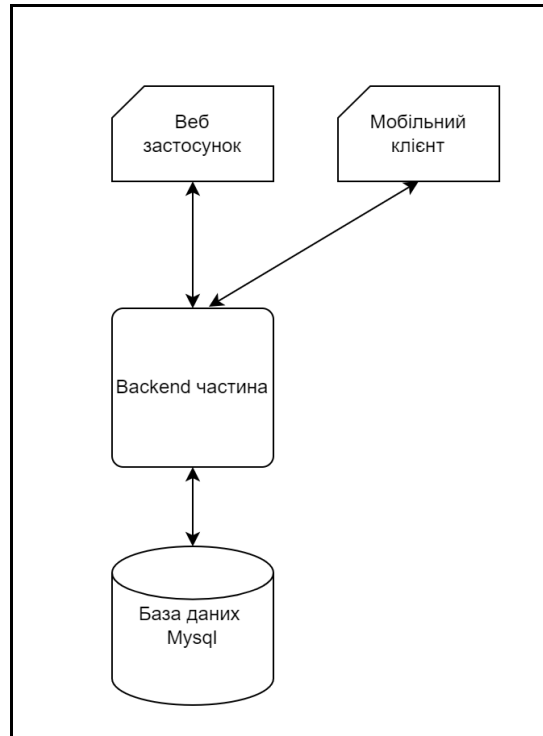 Веб
застосунок
Мобільний
клієнт
Backend частина
База даних
Mysql